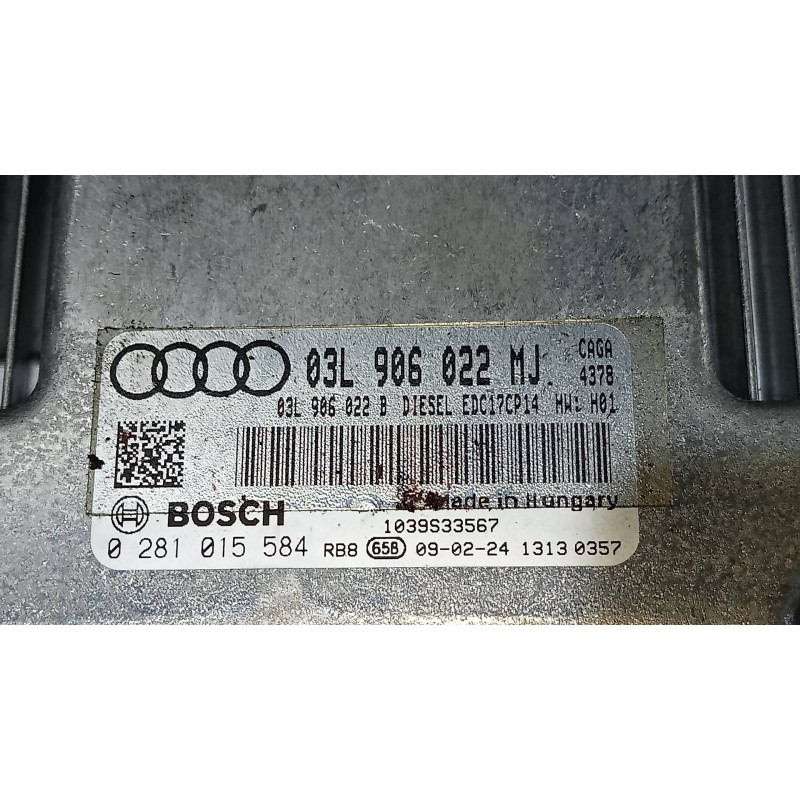 03L 906 022 MJ. CAGA
4378
03L 906 022 B DIESEL EDC17CP14 HW: H01
Made in Hungary
BOSCH
1039S33567
0 281 015 584 RB8 65B 09-02-24 1313 0357